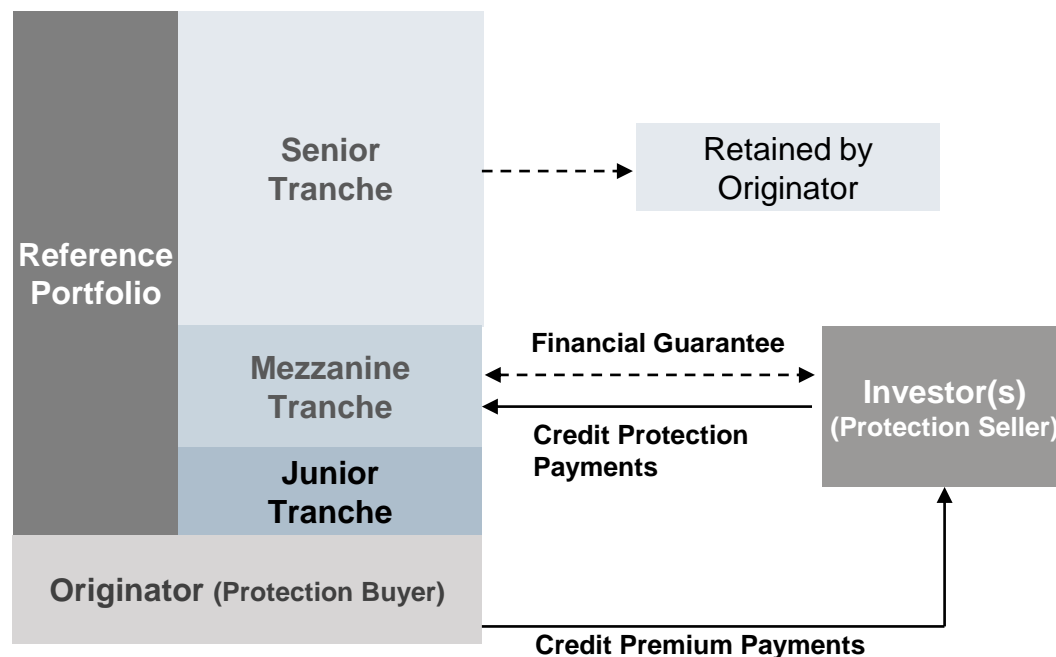 Senior
Tranche
Retained by
Originator
Reference
Portfolio
Mezzanine
Tranche
Financial Guarantee
Credit Protection
Payments
Investor(s)
(Protection Seller)
Junior
Tranche
Originator (Protection Buyer)
Credit Premium Payments